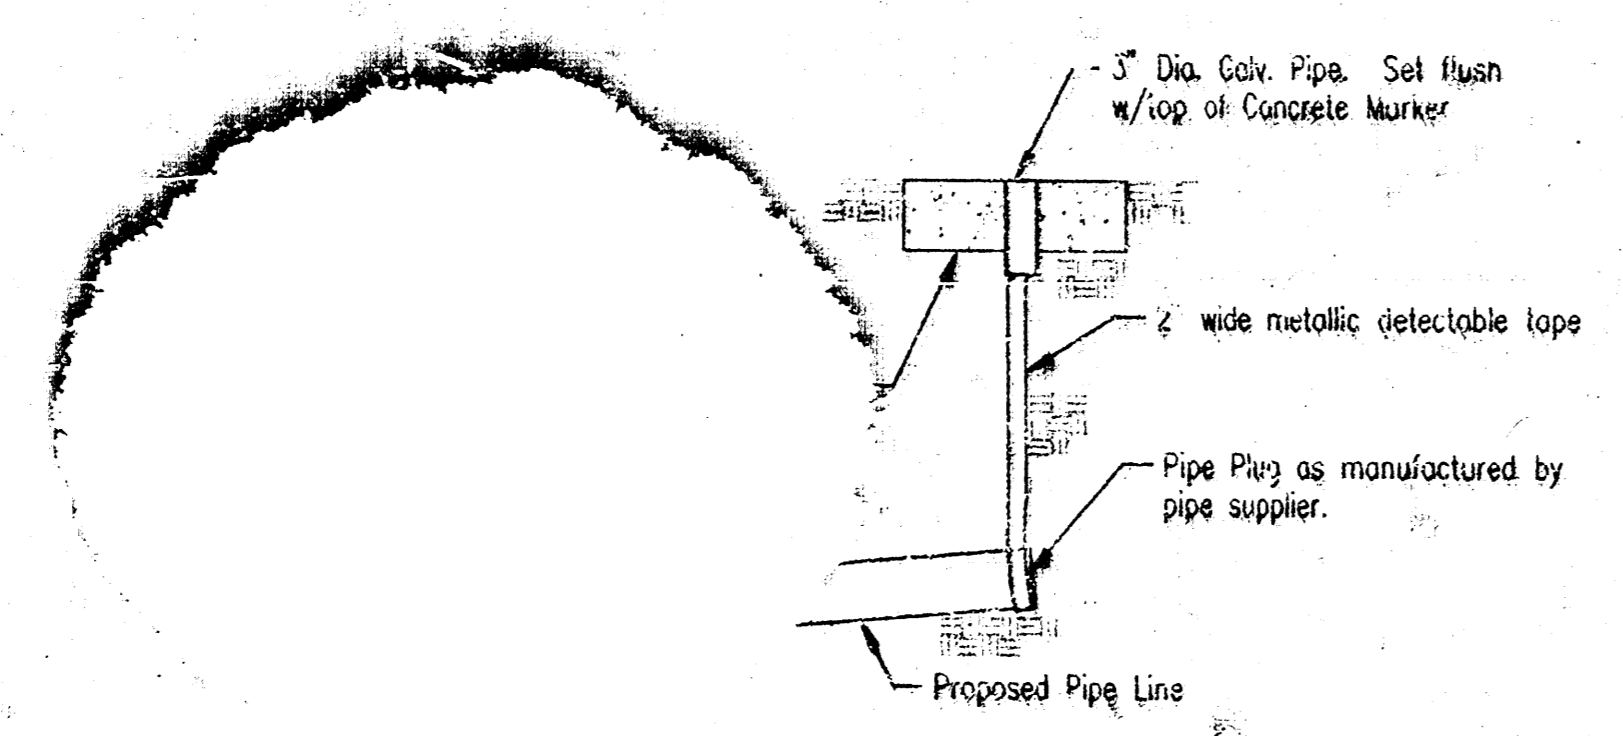 3" Dia. Galv. Pipe. Set flush
w/top of Concrete Marker
2" wide metallic detectable tape
Pipe Plug as manufactured by
pipe supplier.
Proposed Pipe Line